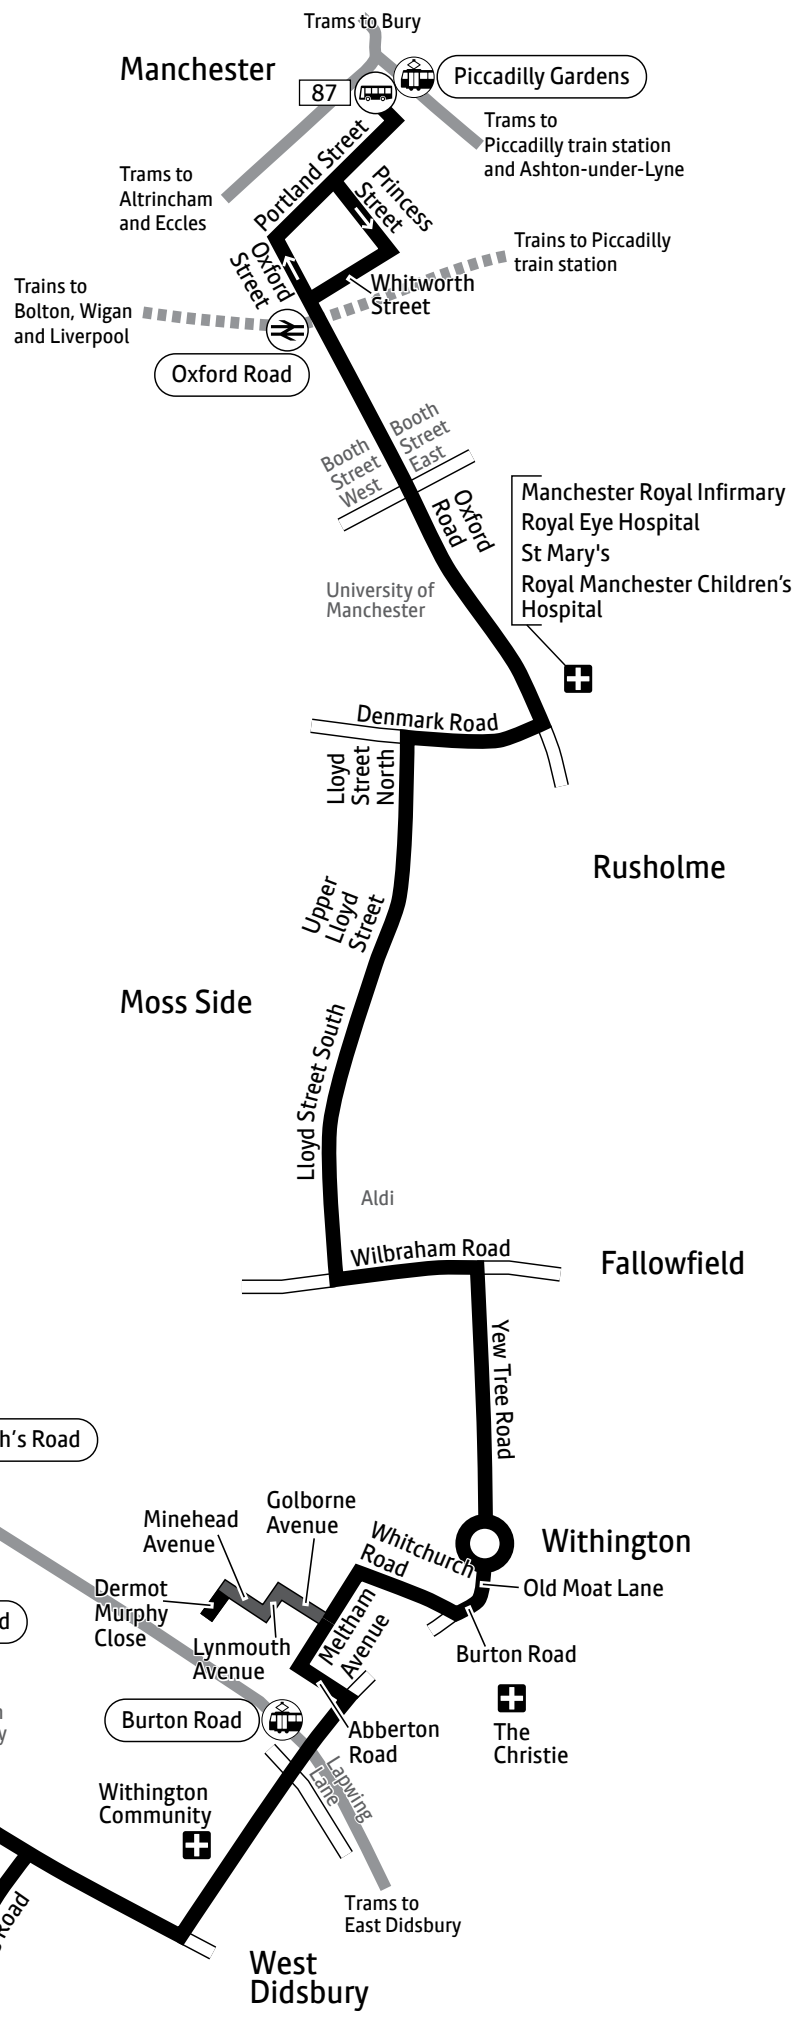 Trams to Bury
Manchester
87
Piccadilly Gardens
Trams to
Piccadilly train station
and Ashton-under-Lyne
Trams to
Altrincham
and Eccles
Portland Street
Princess
Street
Oxford
Street
Whitworth
Street
Trains to Piccadilly
train station
Trains to
Bolton, Wigan
and Liverpool
Oxford Road
Booth
Street
West
Booth
Street
East
Oxford
Road
Manchester Royal Infirmary
Royal Eye Hospital
St Mary's
Royal Manchester Children’s
Hospital
University of
Manchester
Denmark Road
Lloyd
Street
North
Rusholme
Upper
Lloyd
Street
Moss Side
Lloyd Street South
Aldi
Wilbraham Road
Fallowfield
Yew Tree Road
h’s Road
Minehead
Avenue
Golborne
Avenue
Whitchurch
Road
Withington
Old Moat Lane
Dermot
Murphy
Close
d
Lynmouth
Avenue
Meltham
Avenue
Burton Road
Burton Road
Abberton
Road
The
Christie
n
y
Lapwing
Lane
Withington
Community
Road
Trams to
East Didsbury
West
Didsbury